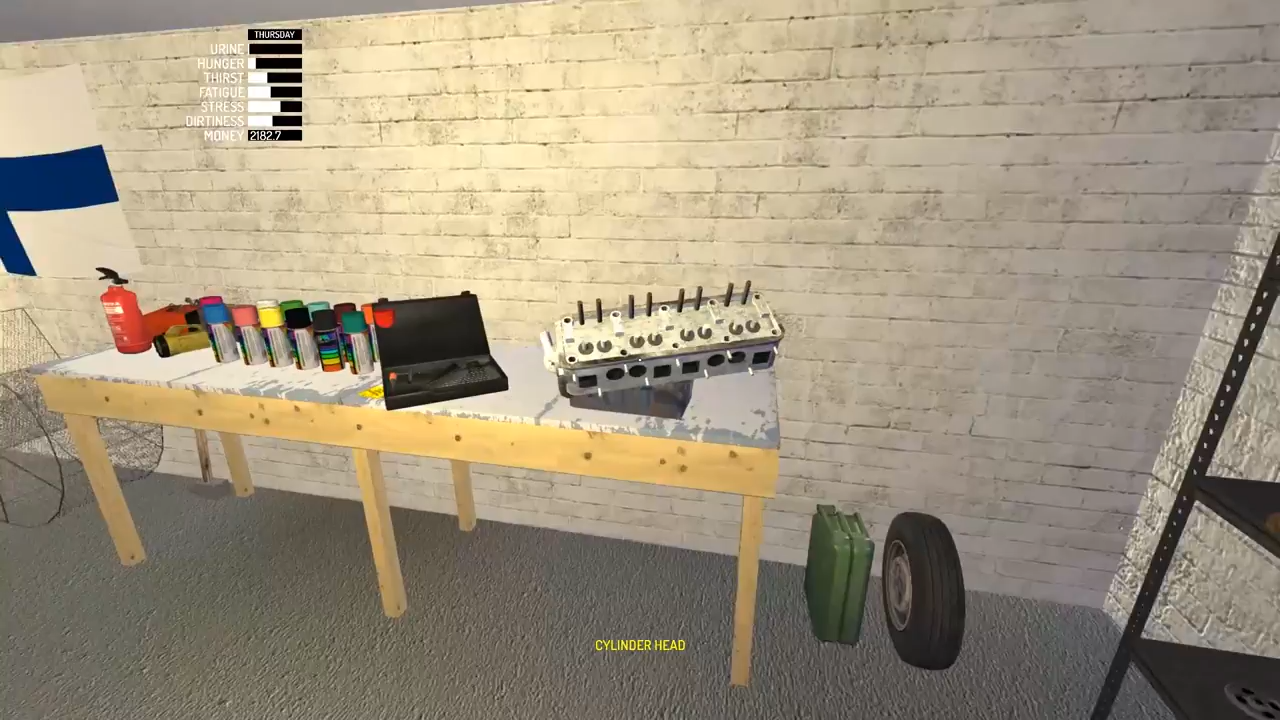 THURSDAY
URINE
HUNGER
THIRST
FATIGUE
STRESS
DIRTINESS
MONEY 2182.7
CYLINDER HEAD